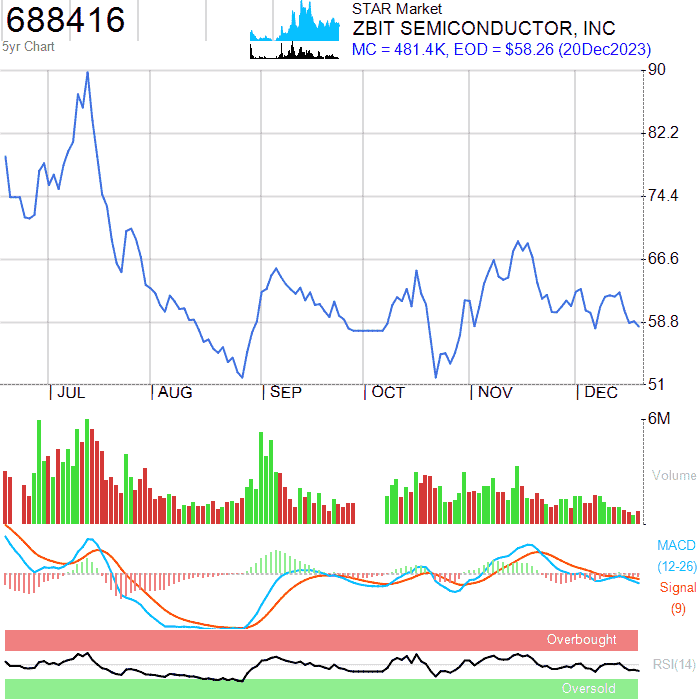 688416
5yr Chart
STAR Market
ZBIT SEMICONDUCTOR, INC
MC = 481.4K, EOD = $58.26 (20Dec2023)
90
82.2
74.4
66.6
58.8
51
JUL AUG SEP OCT NOV DEC
6M
Volume
MACD
(12-26)
Signal
(9)
Overbought
RSI(14)
Oversold